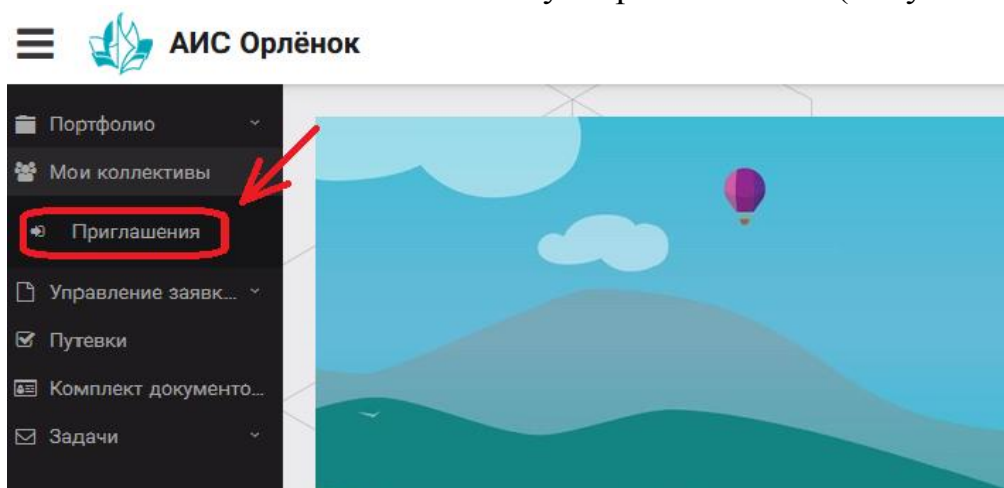 АИС Орлёнок
Портфолио
Мои коллективы
Приглашения
Управление заявк...
Путевки
Комплект документо...
Задачи